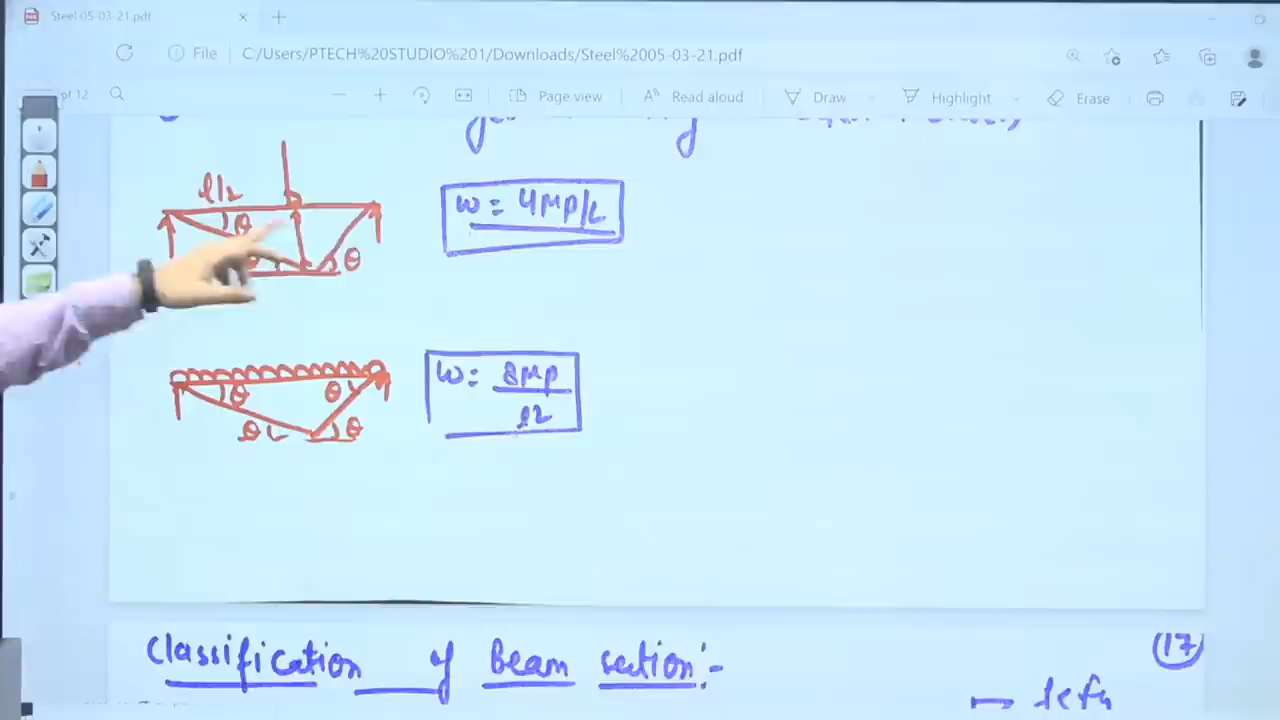 Steel 05-03-21.pdf
File C:/Users/PTECH%20STUDIO%201/Downloads/Steel%2005-03-21.pdf
of 12 Page view Read aloud Draw Highlight Erase
l/2
θ
θ
w = 4Mp/L
w = 8Mp
l2
θ θ
θ θ
Classification of Beam section:-
17